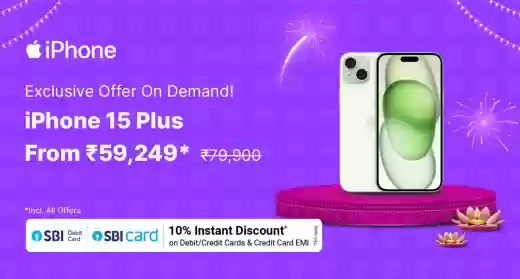 iPhone
Exclusive Offer On Demand!
iPhone 15 Plus
From ₹59,249* ₹79,900
*Incl. All Offers
SBI Debit Card SBI card 10% Instant Discount*
on Debit/Credit Cards & Credit Card EMI